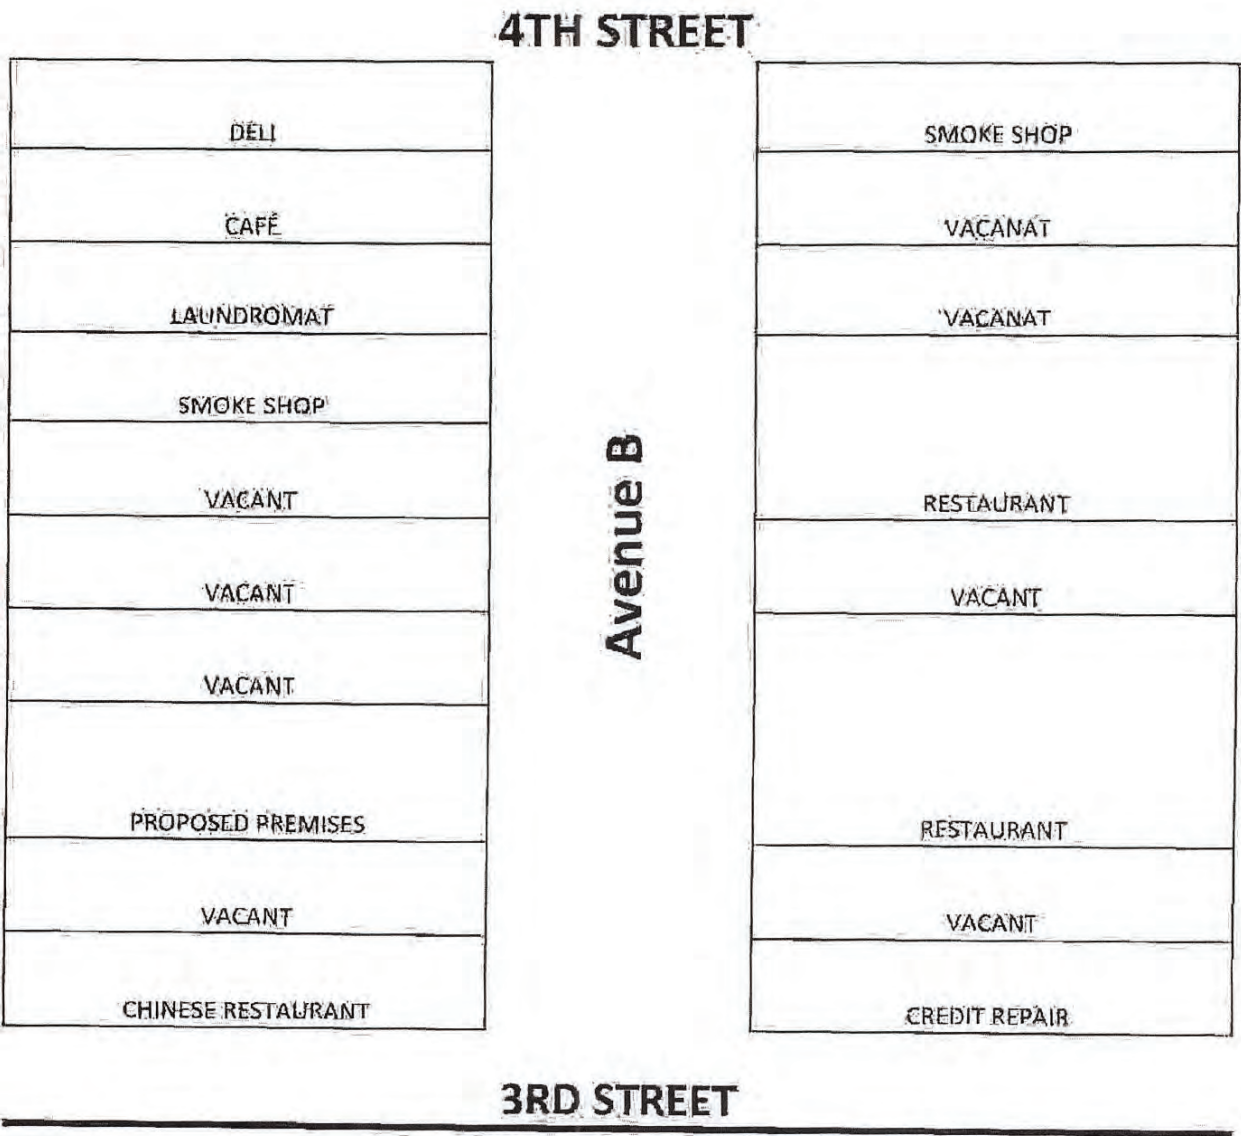 4TH STREET
DELI
CAFÉ
LAUNDROMAT
SMOKE SHOP
VACANT
VACANT
VACANT
PROPOSED PREMISES
VACANT
CHINESE RESTAURANT
Avenue B
SMOKE SHOP
VACANAT
VACANAT
RESTAURANT
VACANT
RESTAURANT
VACANT
CREDIT REPAIR
3RD STREET